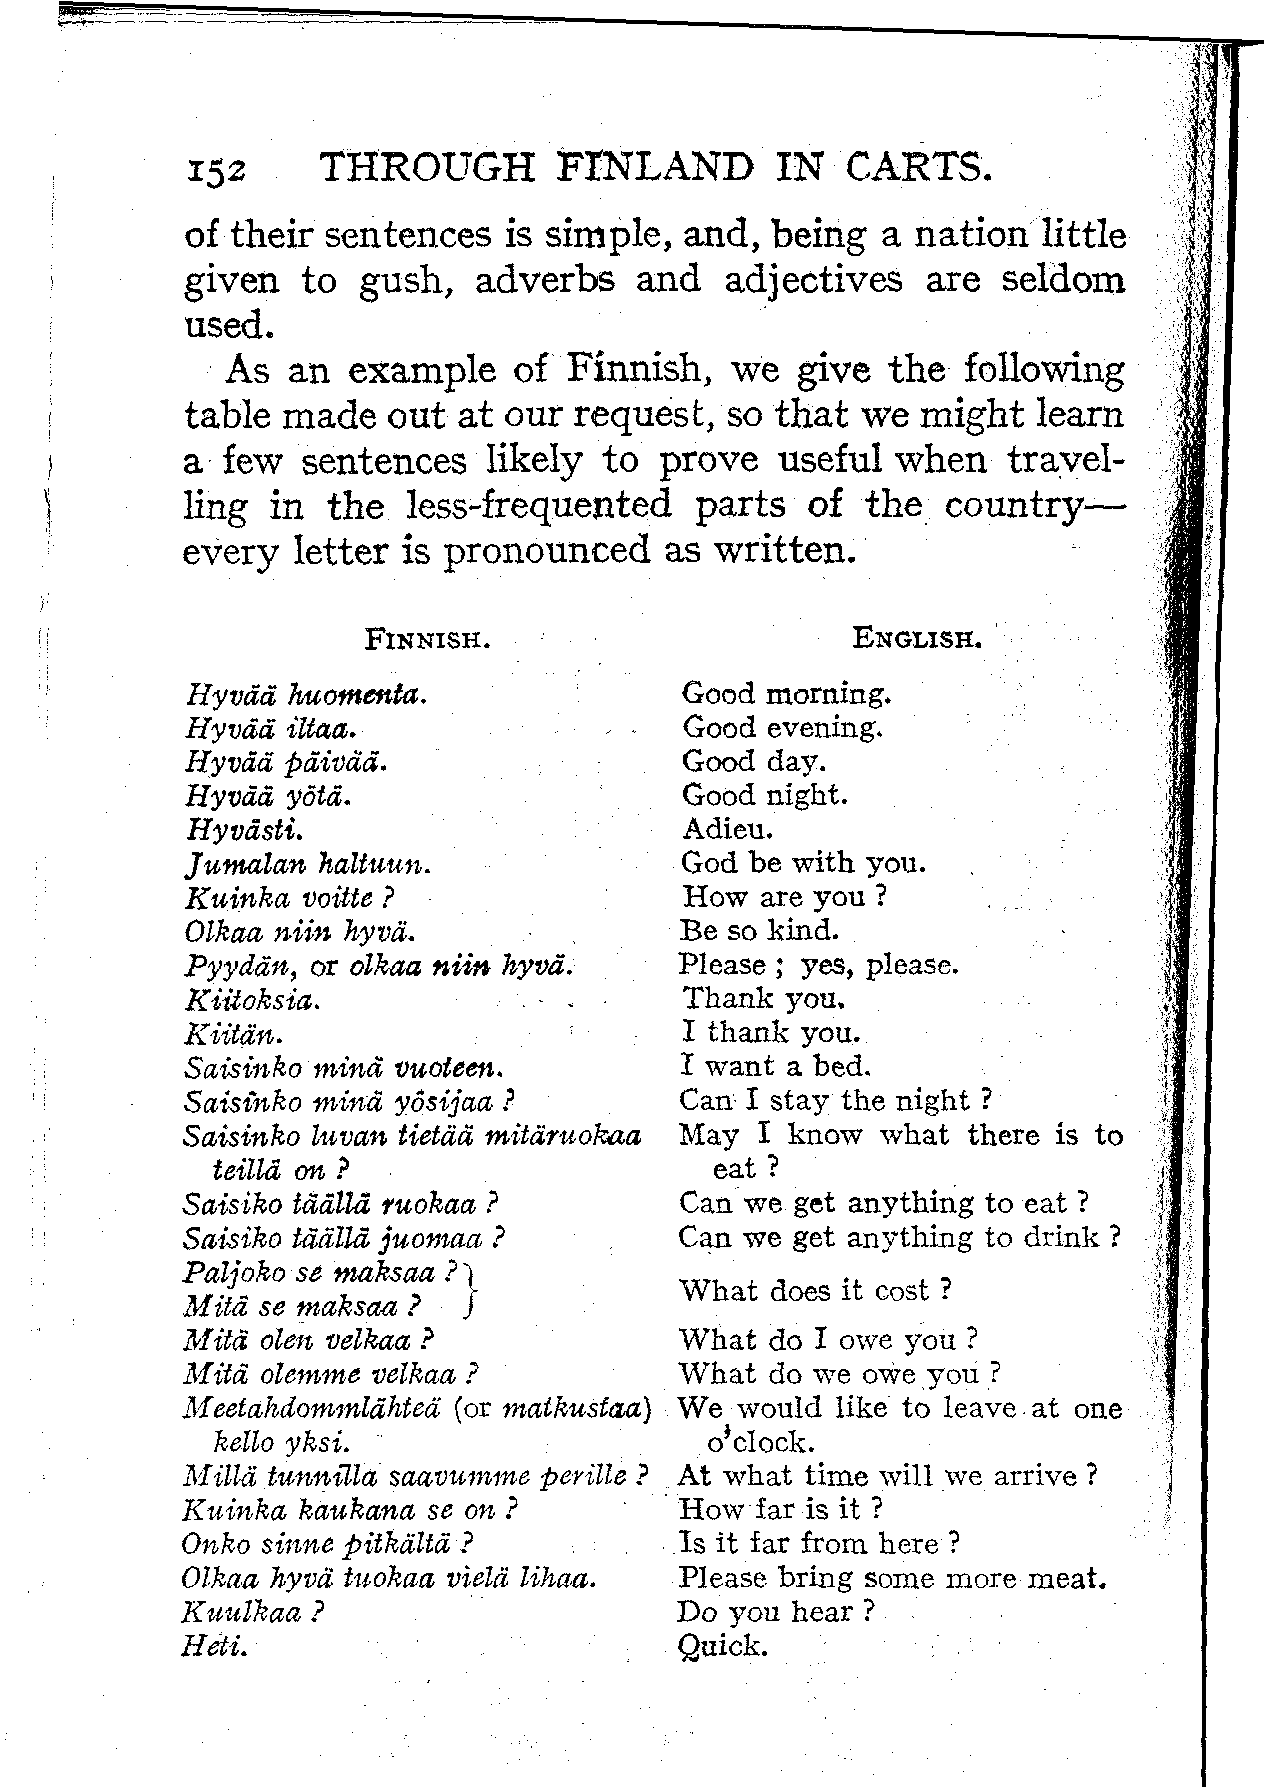 152 THROUGH FINLAND IN CARTS.
of their sentences is simple, and, being a nation little
given to gush, adverbs and adjectives are seldom
used.
As an example of Finnish, we give the following
table made out at our request, so that we might learn
a few sentences likely to prove useful when travel-
ling in the less-frequented parts of the country—
every letter is pronounced as written.
FINNISH. ENGLISH.
Hyvää huomenta. Good morning.
Hyvää iltaa. Good evening.
Hyvää päivää. Good day.
Hyvää yötä. Good night.
Hyvästi. Adieu.
Jumalan haltuun. God be with you.
Kuinka voitte ? How are you ?
Olkaa niin hyvä. Be so kind.
Pyydän, or olkaa niin hyvä. Please ; yes, please.
Kiitoksia. Thank you.
Kiitän. I thank you.
Saisinko minä vuoteen. I want a bed.
Saisinko minä yösijaa ? Can I stay the night ?
Saisinko luvan tietää mitäruokaa May I know what there is to
teillä on ? eat ?
Saisiko täällä ruokaa ? Can we get anything to eat ?
Saisiko täällä juomaa ? Can we get anything to drink ?
Paljoko se maksaa ? }
Mitä se maksaa ? } What does it cost ?
Mitä olen velkaa ? What do I owe you ?
Mitä olemme velkaa ? What do we owe you ?
Meetahdommlähteä (or matkustaa) We would like to leave at one
kello yksi. o'clock.
Millä tunnilla saavumme perille ? At what time will we arrive ?
Kuinka kaukana se on ? How far is it ?
Onko sinne pitkältä ? Is it far from here ?
Olkaa hyvä tuokaa vielä lihaa. Please bring some more meat.
Kuulkaa ? Do you hear ?
Heti. Quick.